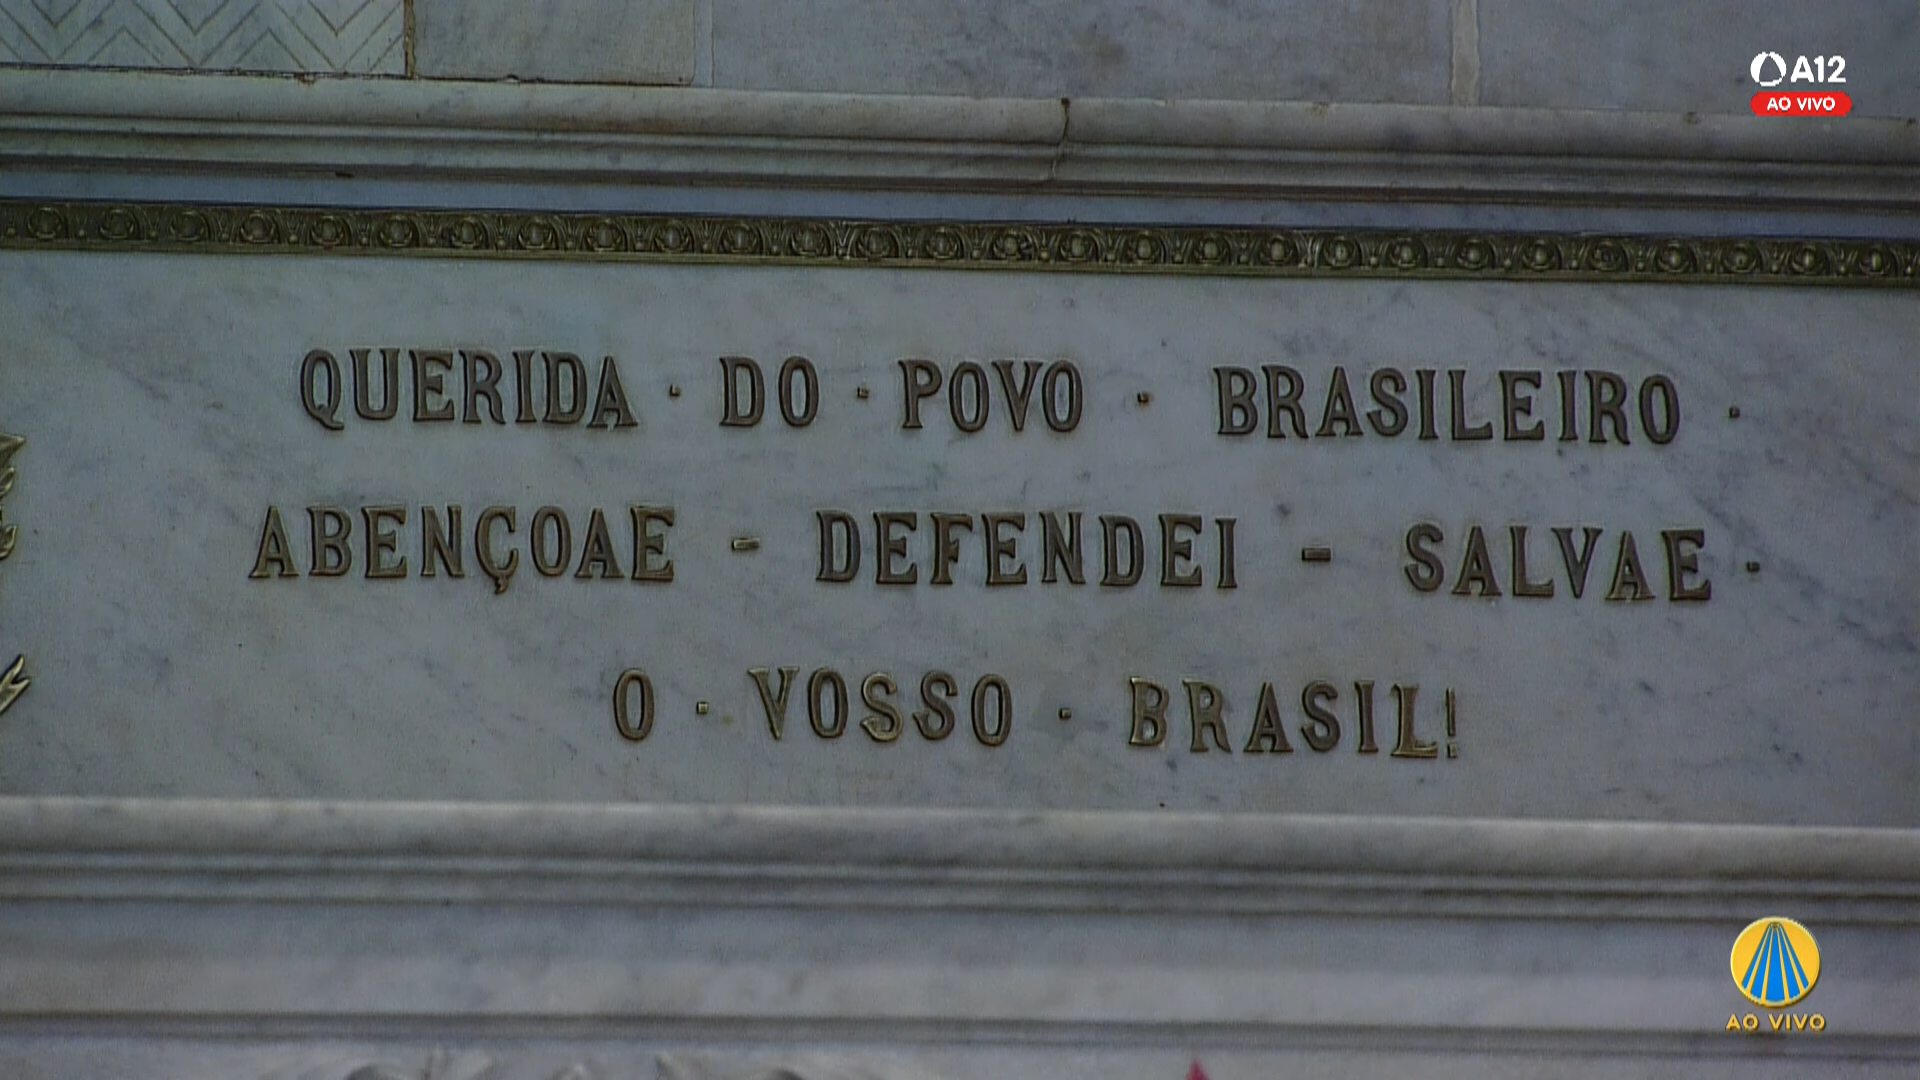 A12
AO VIVO
QUERIDA · DO · POVO · BRASILEIRO ·
ABENÇOAE - DEFENDEI - SALVAE ·
O · VOSSO · BRASIL!
AO VIVO